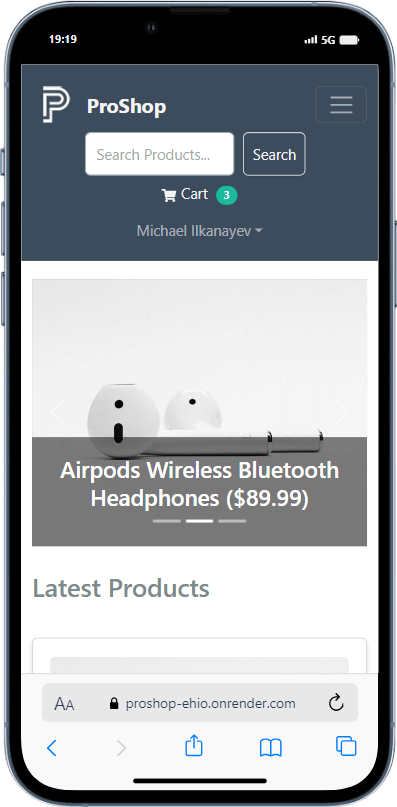 19:19
5G
ProShop
Search Products...
Search
Cart 3
Michael Ilkanayev
Airpods Wireless Bluetooth
Headphones ($89.99)
Latest Products
AA
proshop-ehio.onrender.com